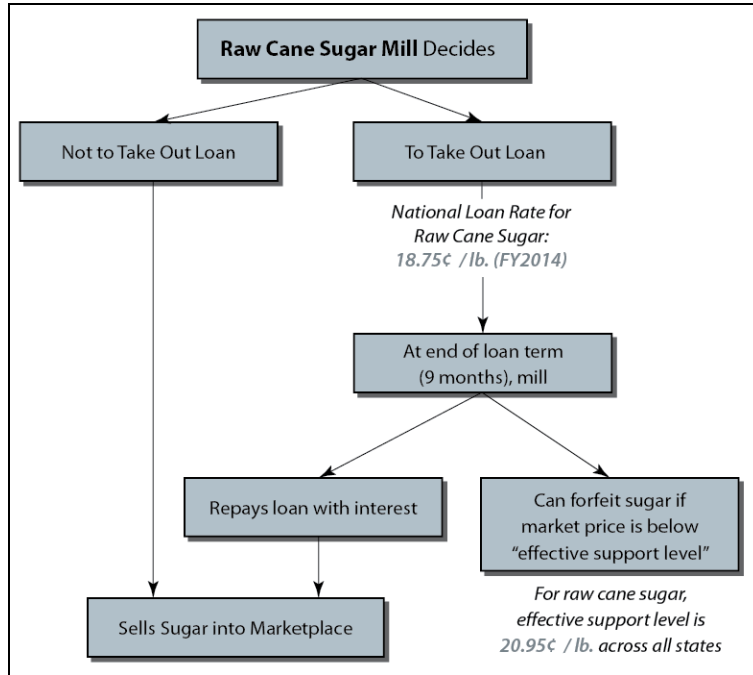 Raw Cane Sugar Mill Decides
Not to Take Out Loan
To Take Out Loan
National Loan Rate for
Raw Cane Sugar:
18.75¢ / lb. (FY2014)
At end of loan term
(9 months), mill
Repays loan with interest
Can forfeit sugar if
market price is below
“effective support level”
Sells Sugar into Marketplace
For raw cane sugar,
effective support level is
20.95¢ / lb. across all states